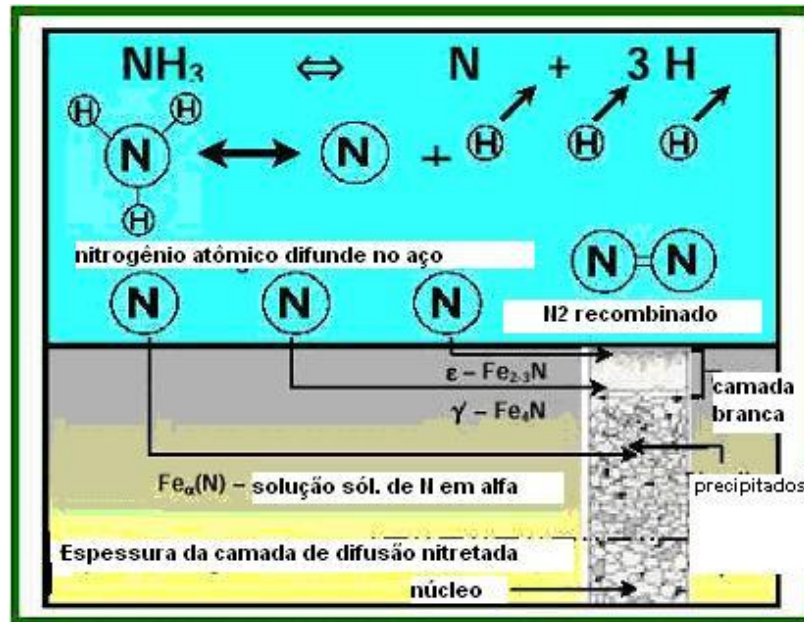 NH₃ ⇔ N + 3 H
H H
N ↔ N + H H H
H
nitrogênio atômico difunde no aço
N N N
N=N
N2 recombinado
ε – Fe₂₋₃N
camada
branca
γ' – Fe₄N
Feα(N) – solução sól. de N em alfa
precipitados
Espessura da camada de difusão nitretada
núcleo